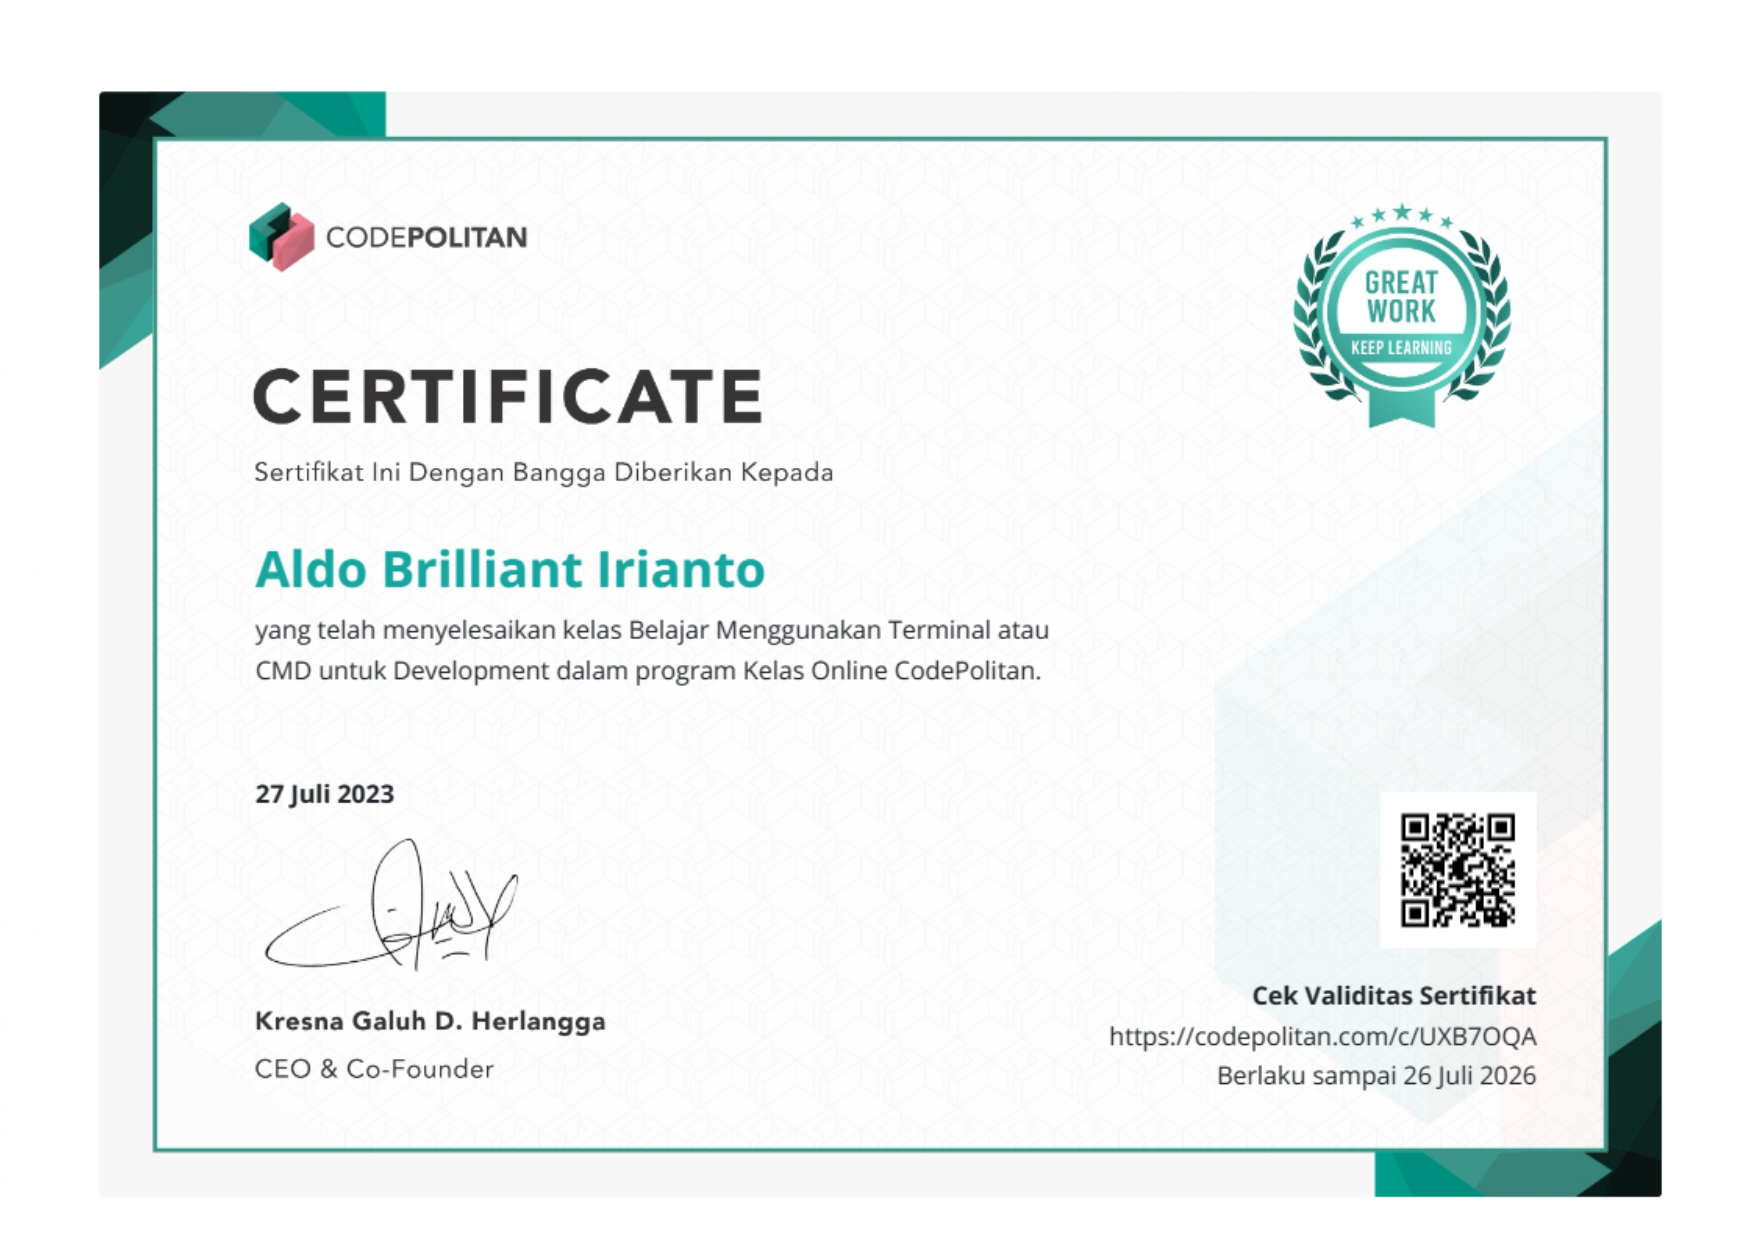 CODEPOLITAN
GREAT
WORK
KEEP LEARNING
CERTIFICATE
Sertifikat Ini Dengan Bangga Diberikan Kepada
Aldo Brilliant Irianto
yang telah menyelesaikan kelas Belajar Menggunakan Terminal atau
CMD untuk Development dalam program Kelas Online CodePolitan.
27 Juli 2023
Kresna Galuh D. Herlangga
CEO & Co-Founder
Cek Validitas Sertifikat
https://codepolitan.com/c/UXB7OQA
Berlaku sampai 26 Juli 2026